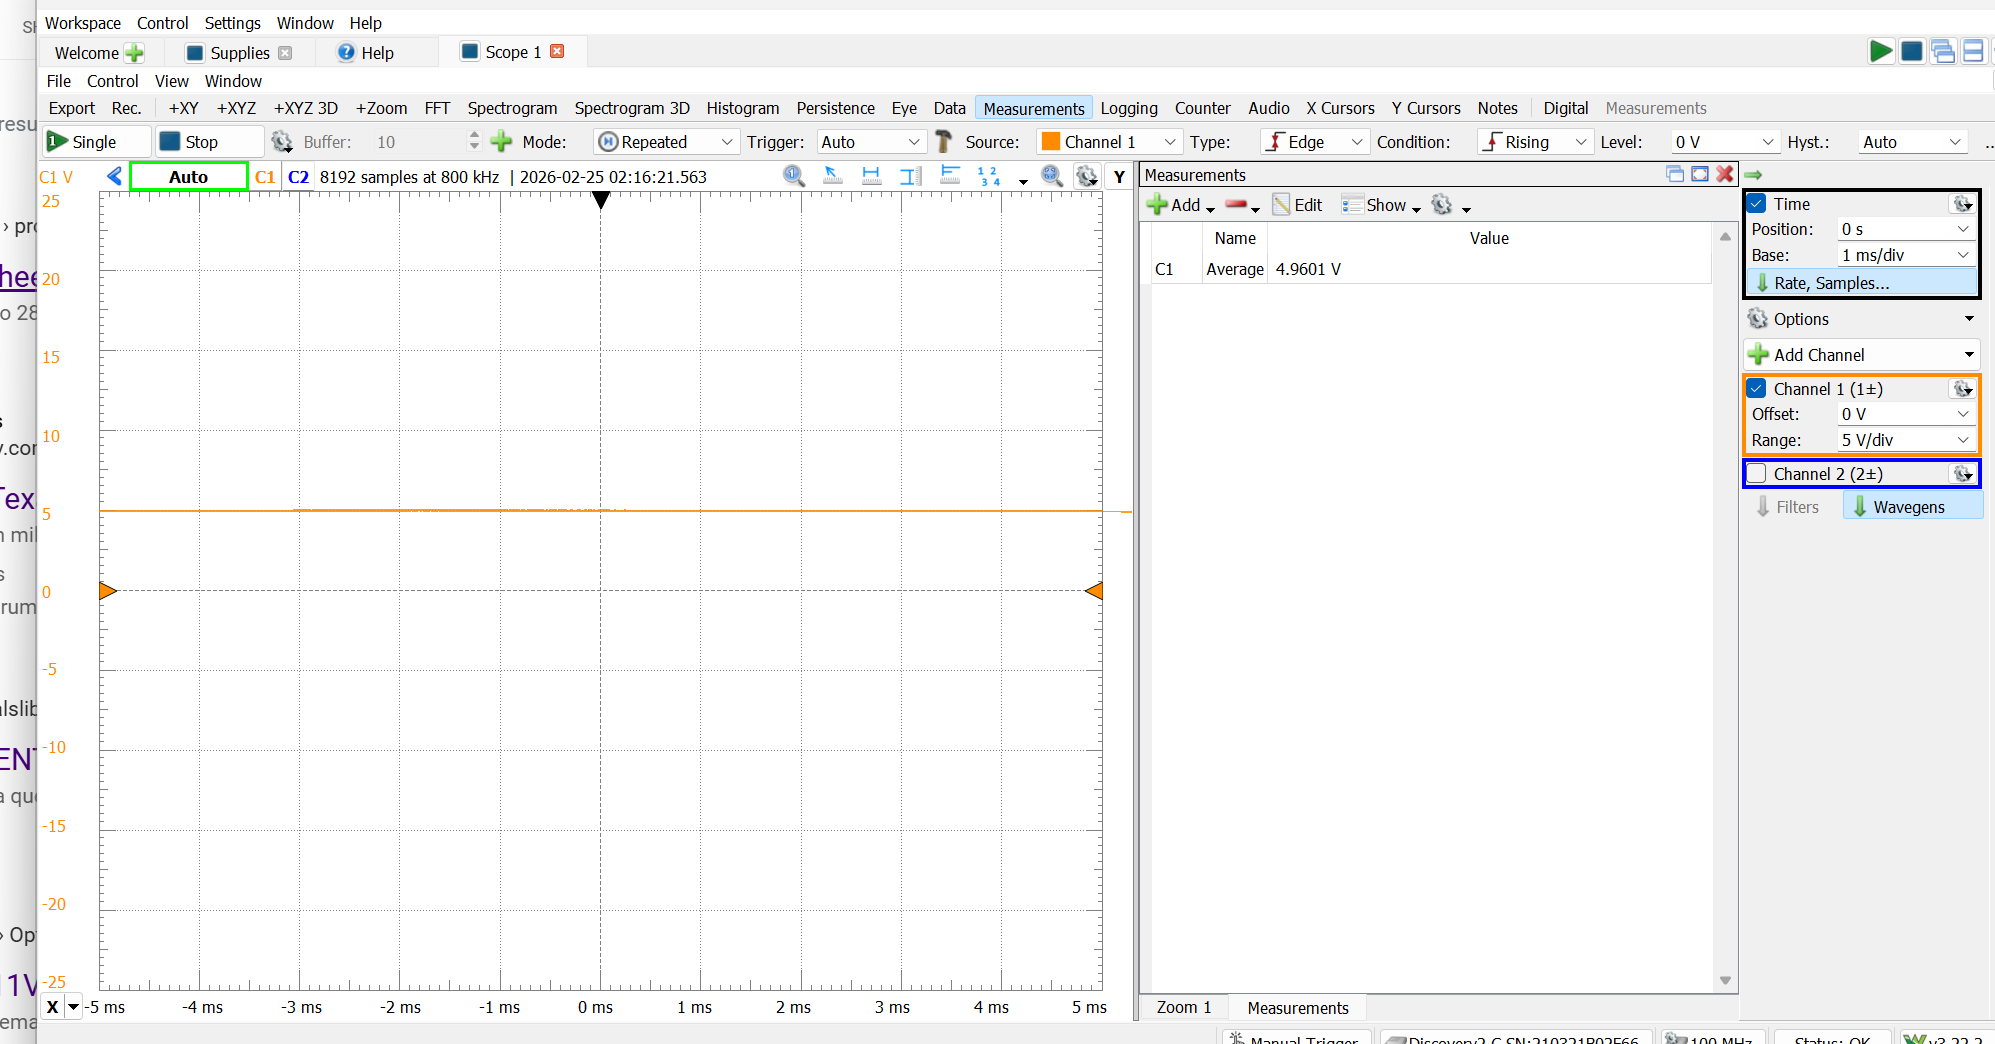 Workspace Control Settings Window Help
Welcome Supplies Help Scope 1
File Control View Window
Export Rec. +XY +XYZ +XYZ 3D +Zoom FFT Spectrogram Spectrogram 3D Histogram Persistence Eye Data Measurements Logging Counter Audio X Cursors Y Cursors Notes Digital Measurements
Single Stop Buffer: 10 Mode: Repeated Trigger: Auto Source: Channel 1 Type: Edge Condition: Rising Level: 0 V Hyst.: Auto ..
C1 V Auto C1 C2 8192 samples at 800 kHz | 2026-02-25 02:16:21.563 Y
25
20
15
10
5
0
-5
-10
-15
-20
-25
X -5 ms -4 ms -3 ms -2 ms -1 ms 0 ms 1 ms 2 ms 3 ms 4 ms 5 ms
Measurements
Add Edit Show
Name Value
C1 Average 4.9601 V
Zoom 1 Measurements
Time
Position: 0 s
Base: 1 ms/div
Rate, Samples...
Options
Add Channel
Channel 1 (1±)
Offset: 0 V
Range: 5 V/div
Channel 2 (2±)
Filters Wavegens
Manual Trigger Discovery2 C SN:210321B02E66 100 MHz Status: OK v3.22.2